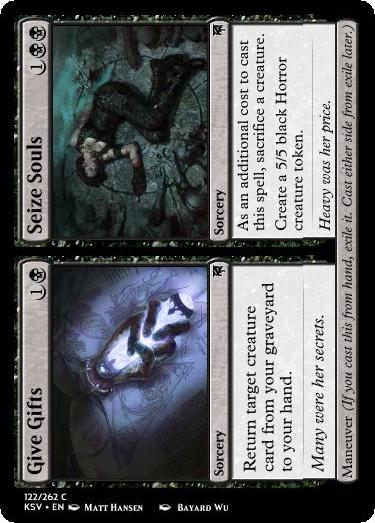 Give Gifts
Sorcery
Return target creature
card from your graveyard
to your hand.
Many were her secrets.
Seize Souls
Sorcery
As an additional cost to cast
this spell, sacrifice a creature.
Create a 5/5 black Horror
creature token.
Heavy was her price.
Maneuver (If you cast this from hand, exile it. Cast either side from exile later.)
122/262 C
KSV • EN Matt Hansen Bayard Wu